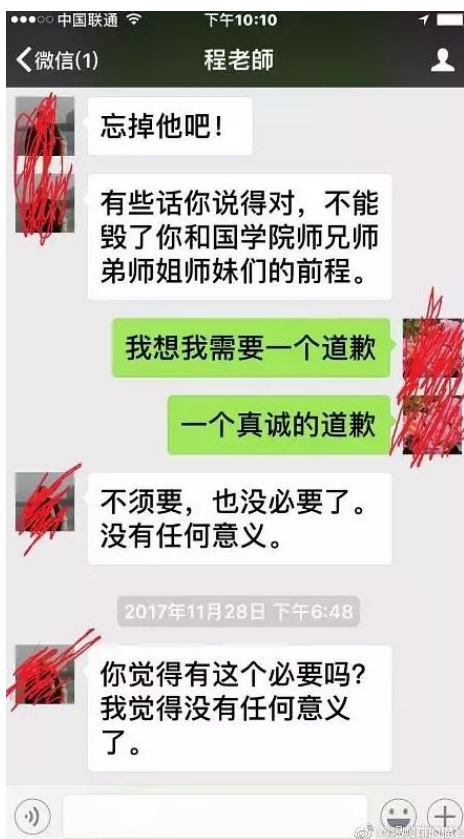 中国联通
下午10:10
微信(1)
程老師
忘掉他吧！
有些话你说得对，不能
毁了你和国学院师兄师
弟师姐师妹们的前程。
我想我需要一个道歉
一个真诚的道歉
不须要，也没必要了。
没有任何意义。
2017年11月28日 下午6:48
你觉得有这个必要吗？
我觉得没有任何意义
了。